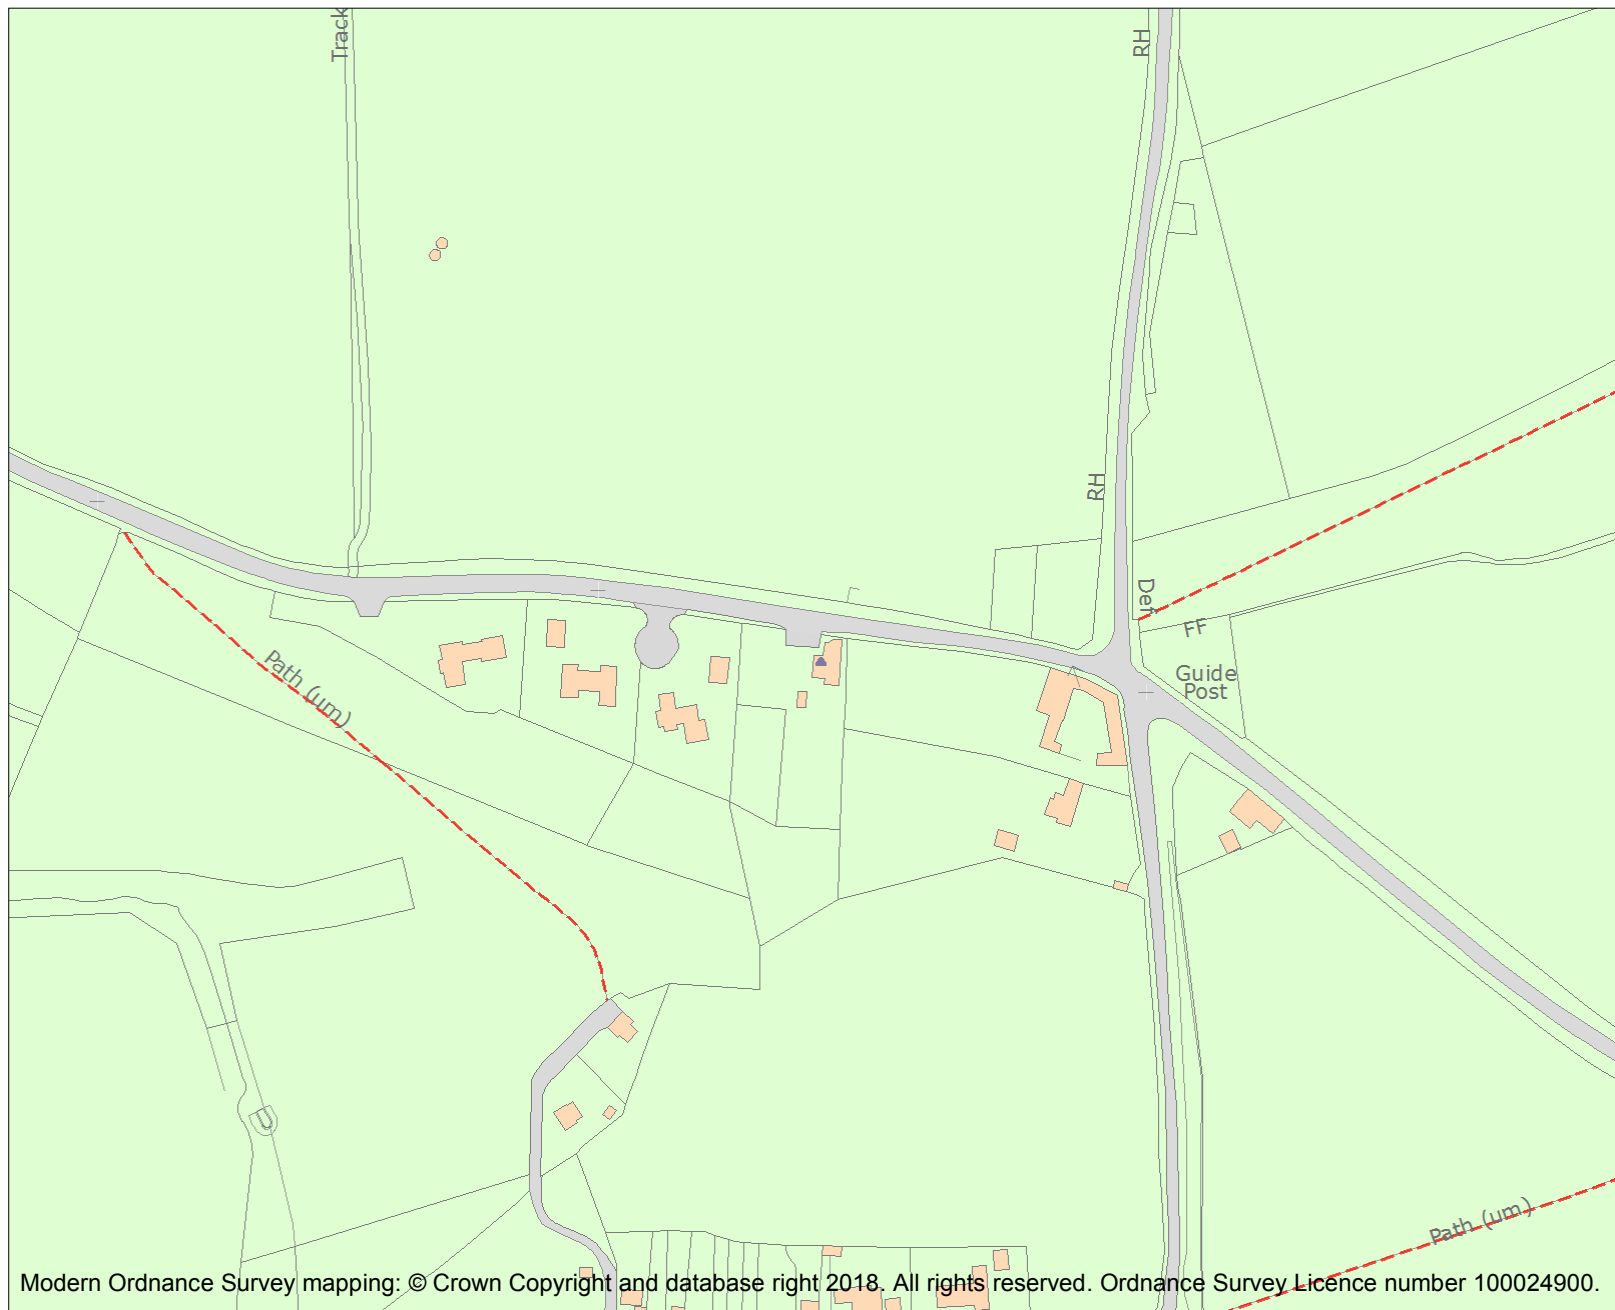 Track
RH
RH
Def
FF
Guide
Post
Path (um)
Path (um)
Modern Ordnance Survey mapping: © Crown Copyright and database right 2018. All rights reserved. Ordnance Survey Licence number 100024900.